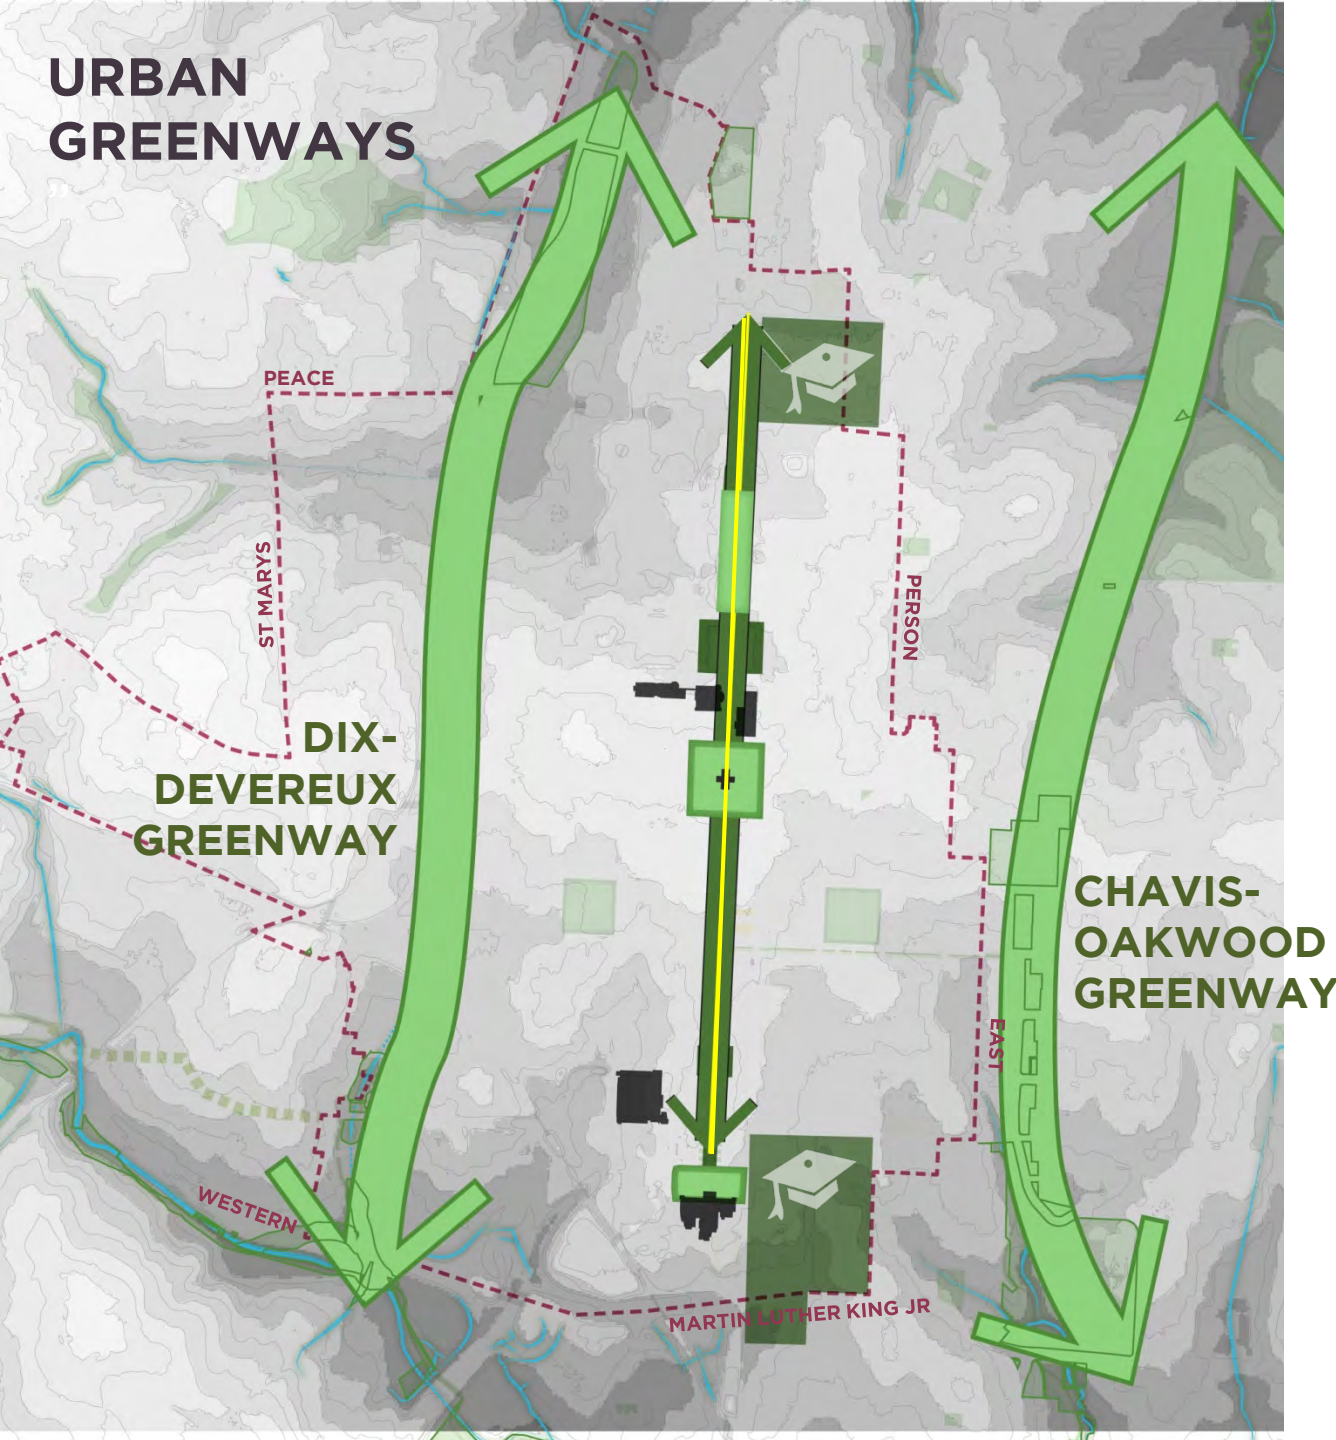 URBAN
GREENWAYS
”
PEACE
ST MARYS
PERSON
DIX-
DEVEREUX
GREENWAY
CHAVIS-
OAKWOOD
GREENWAY
EAST
WESTERN
MARTIN LUTHER KING JR